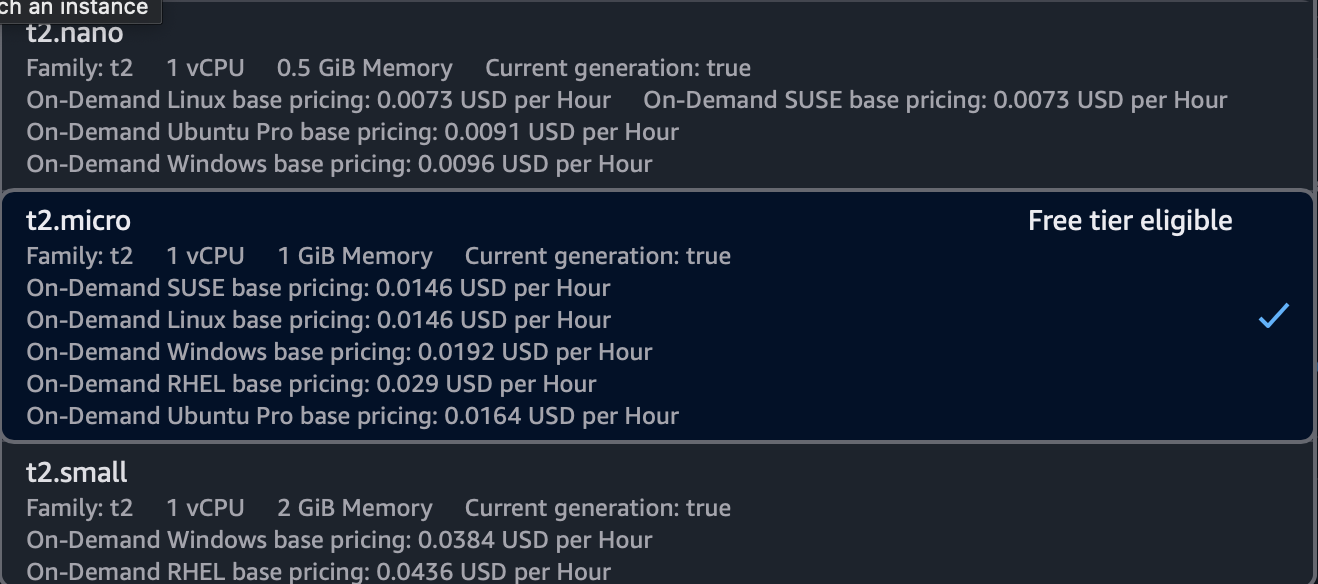 ch an instance
t2.nano
Family: t2 1 vCPU 0.5 GiB Memory Current generation: true
On-Demand Linux base pricing: 0.0073 USD per Hour On-Demand SUSE base pricing: 0.0073 USD per Hour
On-Demand Ubuntu Pro base pricing: 0.0091 USD per Hour
On-Demand Windows base pricing: 0.0096 USD per Hour
t2.micro Free tier eligible
Family: t2 1 vCPU 1 GiB Memory Current generation: true
On-Demand SUSE base pricing: 0.0146 USD per Hour
On-Demand Linux base pricing: 0.0146 USD per Hour
On-Demand Windows base pricing: 0.0192 USD per Hour
On-Demand RHEL base pricing: 0.029 USD per Hour
On-Demand Ubuntu Pro base pricing: 0.0164 USD per Hour
t2.small
Family: t2 1 vCPU 2 GiB Memory Current generation: true
On-Demand Windows base pricing: 0.0384 USD per Hour
On-Demand RHEL base pricing: 0.0436 USD per Hour